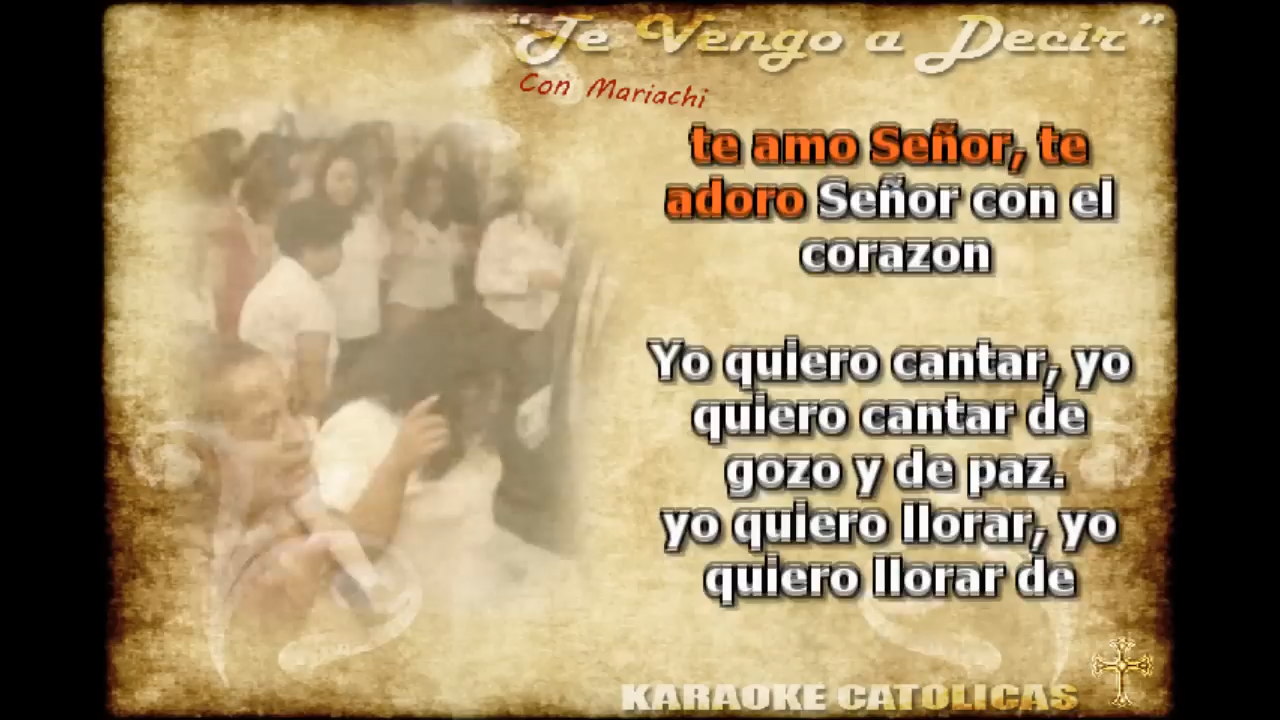 “Te Vengo a Decir”
Con Mariachi
te amo Señor, te
adoro Señor con el
corazon
Yo quiero cantar, yo
quiero cantar de
gozo y de paz.
yo quiero llorar, yo
quiero llorar de
KARAOKE CATOLICAS